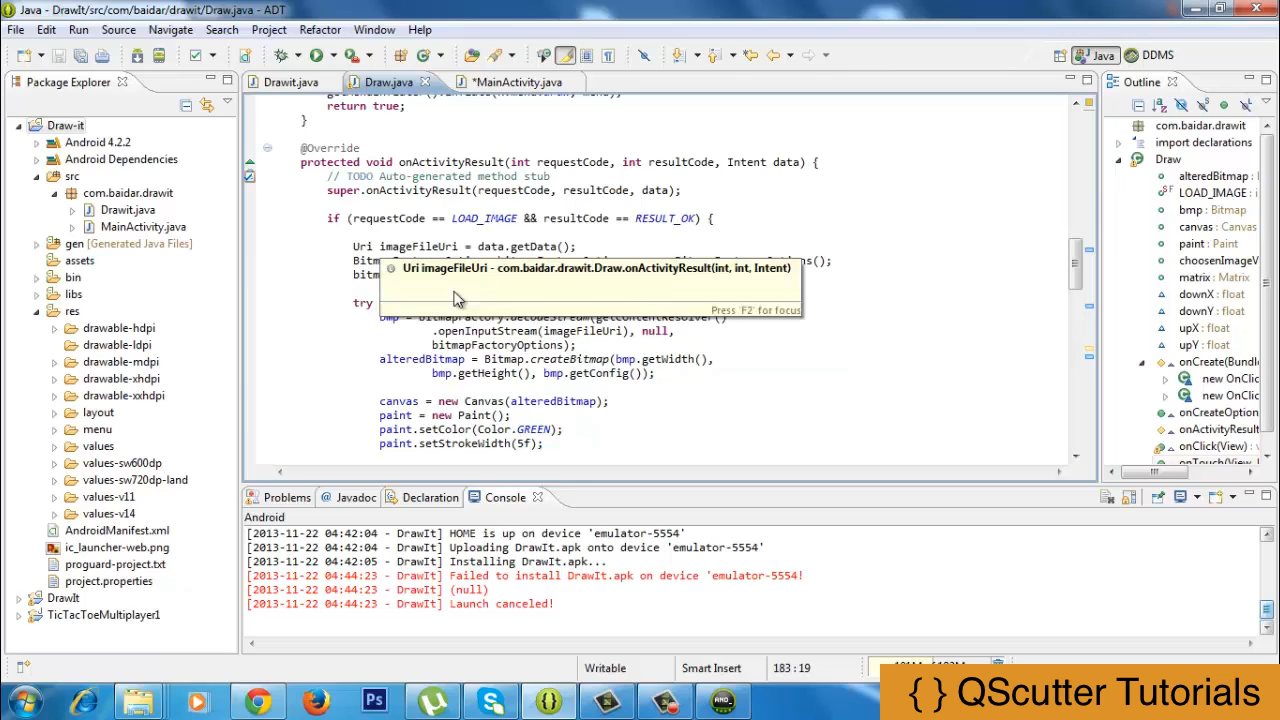 Java - DrawIt/src/com/baidar/drawit/Draw.java - ADT
File Edit Run Source Navigate Search Project Refactor Window Help
Java DDMS
Package Explorer
Draw-it
Android 4.2.2
Android Dependencies
src
com.baidar.drawit
Drawit.java
MainActivity.java
gen [Generated Java Files]
assets
bin
libs
res
drawable-hdpi
drawable-ldpi
drawable-mdpi
drawable-xhdpi
drawable-xxhdpi
layout
menu
values
values-sw600dp
values-sw720dp-land
values-v11
values-v14
AndroidManifest.xml
ic_launcher-web.png
proguard-project.txt
project.properties
DrawIt
TicTacToeMultiplayer1
Drawit.java Draw.java *MainActivity.java
return true;
}
@Override
protected void onActivityResult(int requestCode, int resultCode, Intent data) {
// TODO Auto-generated method stub
super.onActivityResult(requestCode, resultCode, data);
if (requestCode == LOAD_IMAGE && resultCode == RESULT_OK) {
Uri imageFileUri = data.getData();
Uri imageFileUri - com.baidar.drawit.Draw.onActivityResult(int, int, Intent)
try
Press 'F2' for focus
.openInputStream(imageFileUri), null,
bitmapFactoryOptions);
alteredBitmap = Bitmap.createBitmap(bmp.getWidth(),
bmp.getHeight(), bmp.getConfig());
canvas = new Canvas(alteredBitmap);
paint = new Paint();
paint.setColor(Color.GREEN);
paint.setStrokeWidth(5f);
Outline
com.baidar.drawit
import declarations
Draw
alteredBitmap :
LOAD_IMAGE : i
bmp : Bitmap
canvas : Canvas
paint : Paint
choosenImageV
matrix : Matrix
downX : float
downY : float
upX : float
upY : float
onCreate(Bundl
new OnClic
new OnClic
onCreateOption
onActivityResult
onClick(View) :
onTouch(View,
Problems Javadoc Declaration Console
Android
[2013-11-22 04:42:04 - DrawIt] HOME is up on device 'emulator-5554'
[2013-11-22 04:42:04 - DrawIt] Uploading DrawIt.apk onto device 'emulator-5554'
[2013-11-22 04:42:05 - DrawIt] Installing DrawIt.apk...
[2013-11-22 04:44:23 - DrawIt] Failed to install DrawIt.apk on device 'emulator-5554!
[2013-11-22 04:44:23 - DrawIt] (null)
[2013-11-22 04:44:23 - DrawIt] Launch canceled!
Writable Smart Insert 183 : 19
{ } QScutter Tutorials